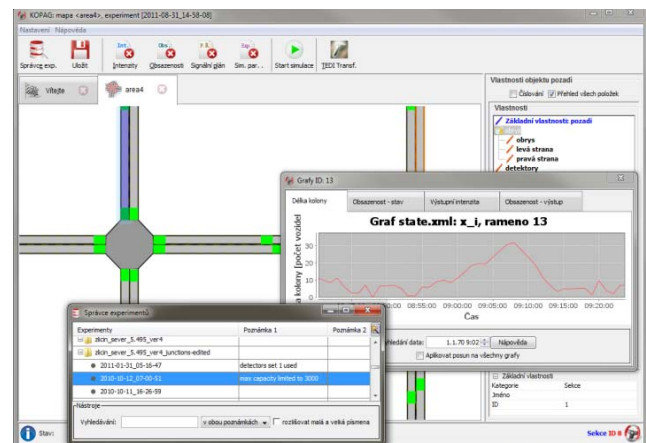 KOPAG: mapa <area4>, experiment [2011-08-31_14-58-08]
Nastavení Nápověda
Správce exp. Uložit Intenzity Obsazenosti Signální plán Sim. par. . . Start simulace TEDI Transf.
Vítejte area4
Vlastnosti objektu pozadí
Číslování Přehled všech položek
Vlastnosti
Základní vlastnosti pozadí
obrys
levá strana
pravá strana
detektory
Grafy ID: 13
Délka kolony Obsazenost - stav Výstupní intenzita Obsazenost - výstup
Graf state.xml: x_i, rameno 13
kolony [počet vozidel
30
20
10
0
08:55:00 09:00:00 09:05:00 09:10:00 09:15:00 09:20:00
Čas
hledání data: 1.1.70 9:02 Nápověda
Aplikovat posun na všechny grafy
Správce experimentů
Experimenty Poznámka 1 Poznámka 2
zlicin_sever_5.495_ver4
zlicin_sever_5.495_ver4_junctions-edited
2011-01-31_05-16-47 detectors set 1 used
2010-10-12_07-00-51 max capacity limited to 3000
2010-10-11_16-26-59
Nástroje
Vyhledávání: v obou poznámkách rozlišovat malá a velká písmena
Základní vlastnosti
Kategorie Sekce
Jméno
ID 1
Stav: Sekce ID 8